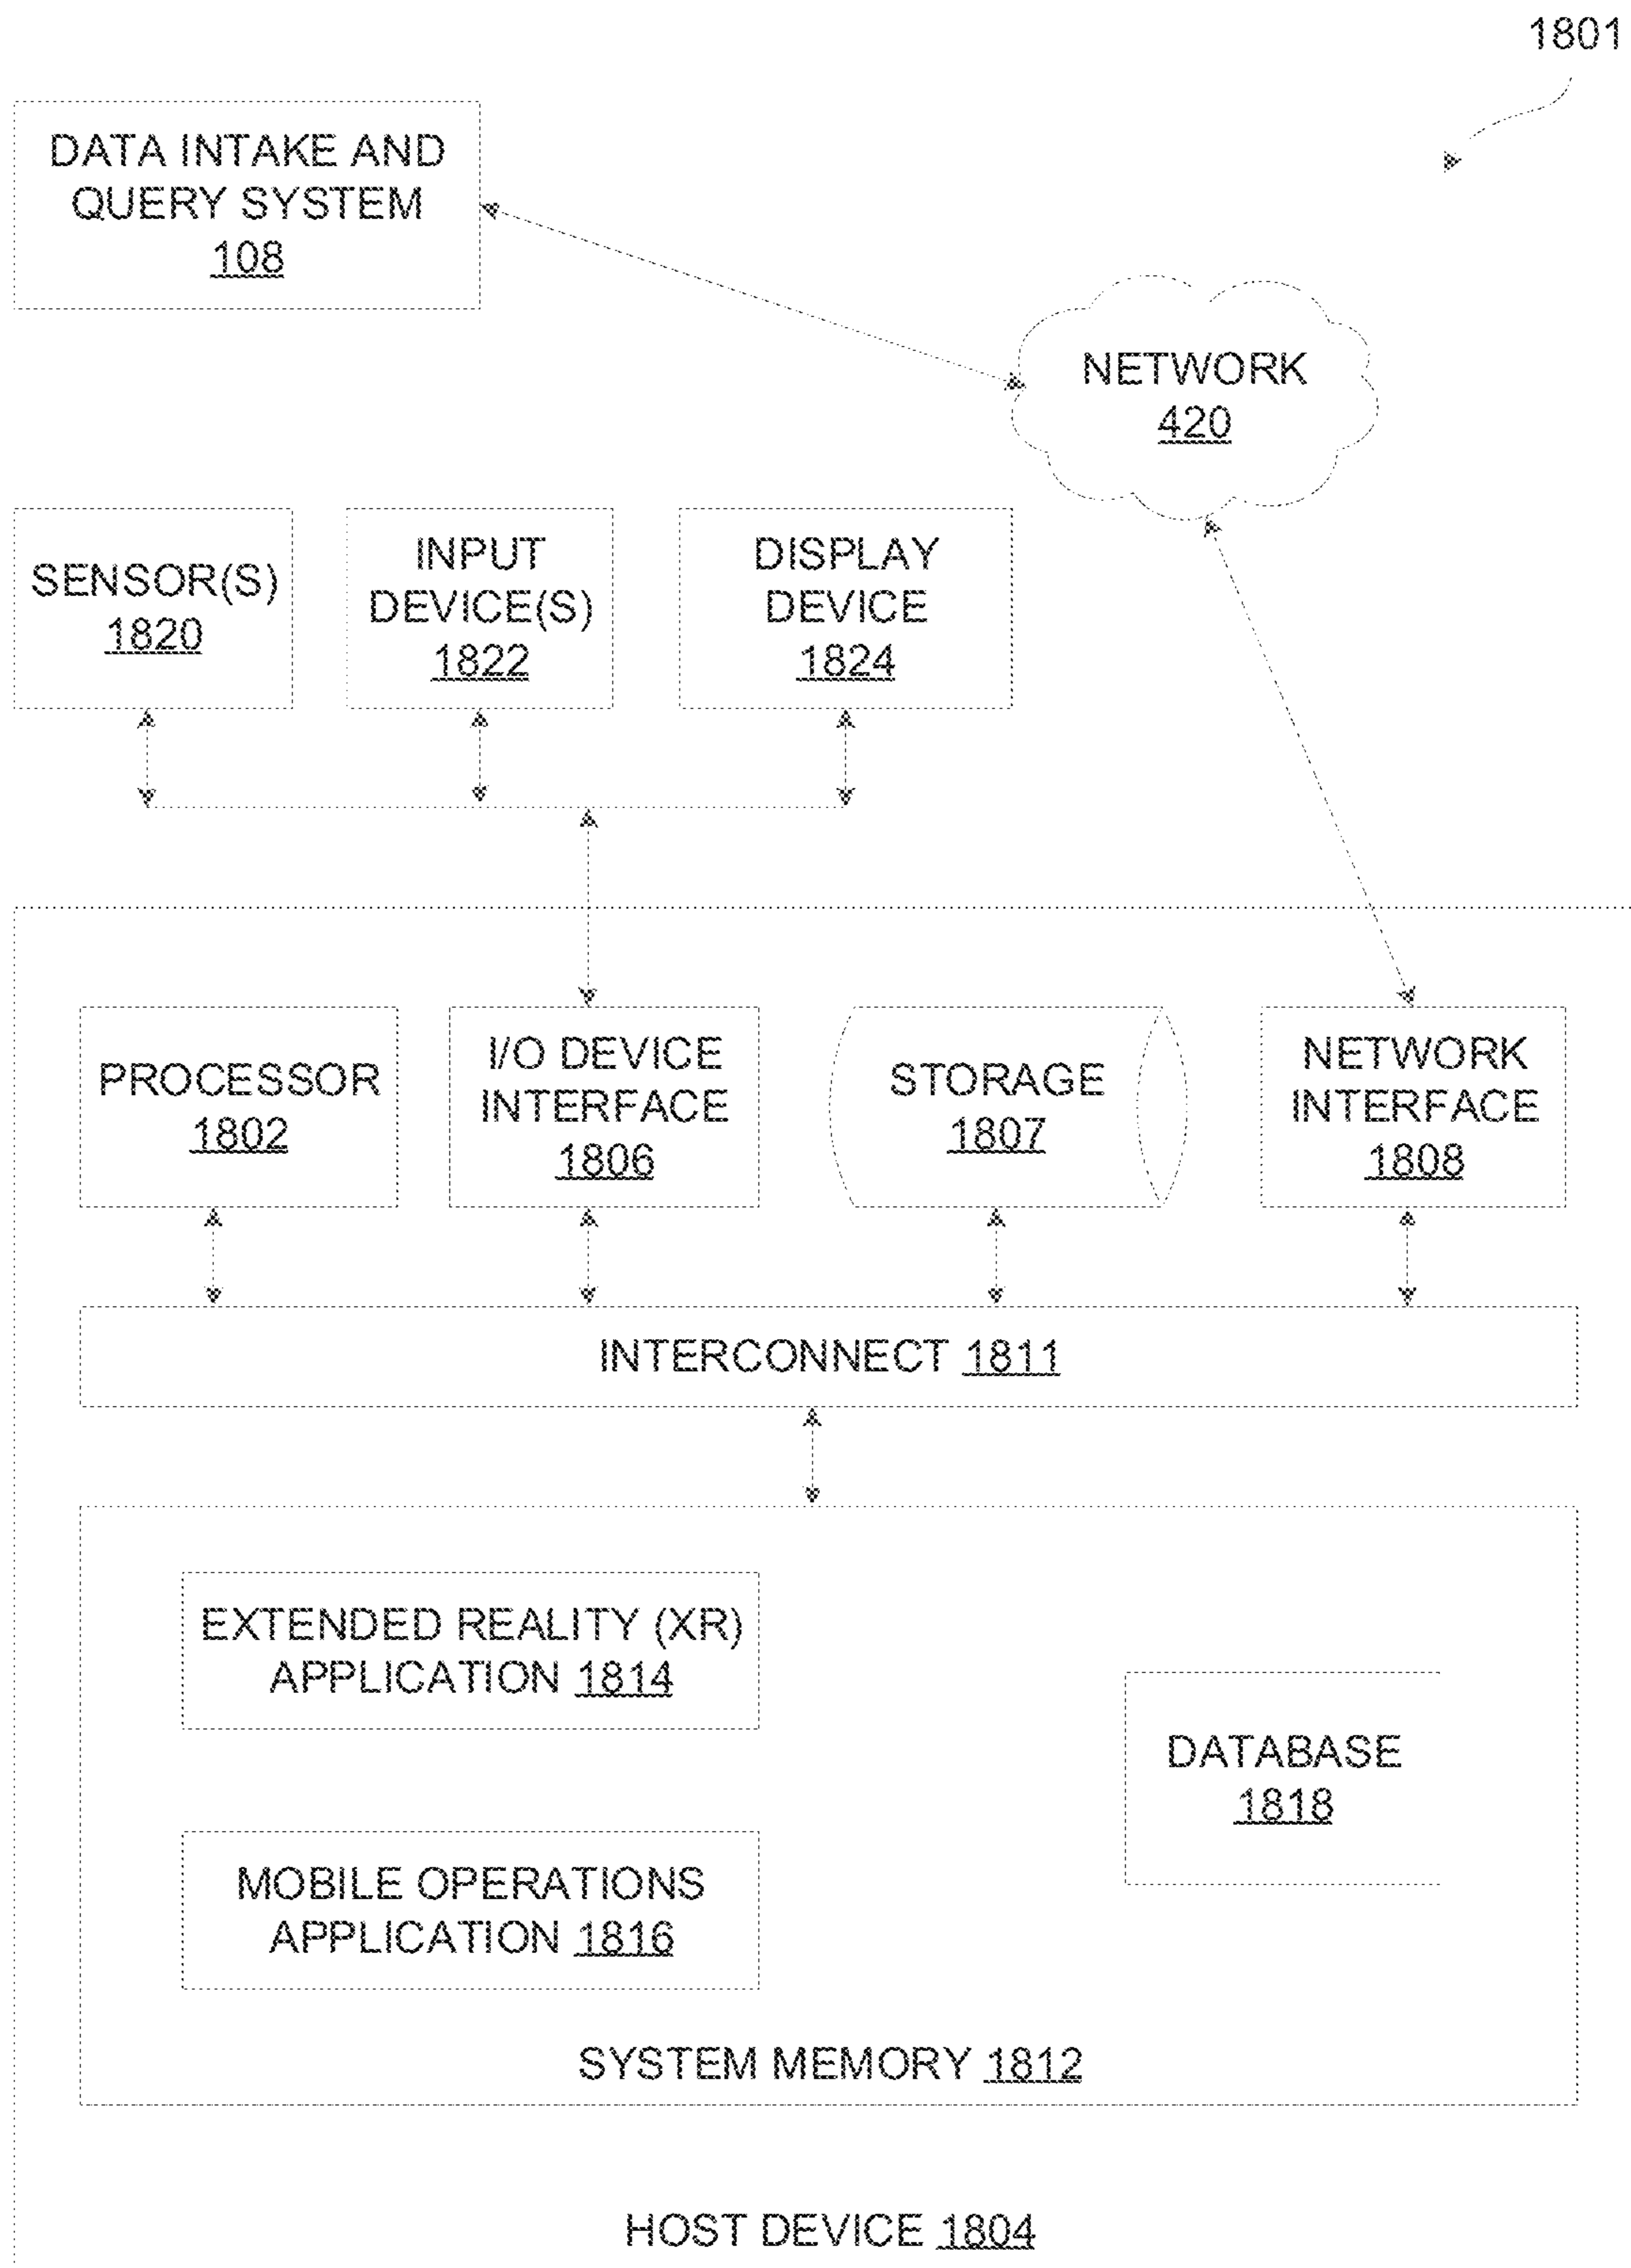 1801
DATA INTAKE AND
QUERY SYSTEM
108
NETWORK
420
SENSOR(S)
1820
INPUT
DEVICE(S)
1822
DISPLAY
DEVICE
1824
PROCESSOR
1802
I/O DEVICE
INTERFACE
1806
STORAGE
1807
NETWORK
INTERFACE
1808
INTERCONNECT 1811
EXTENDED REALITY (XR)
APPLICATION 1814
DATABASE
1818
MOBILE OPERATIONS
APPLICATION 1816
SYSTEM MEMORY 1812
HOST DEVICE 1804